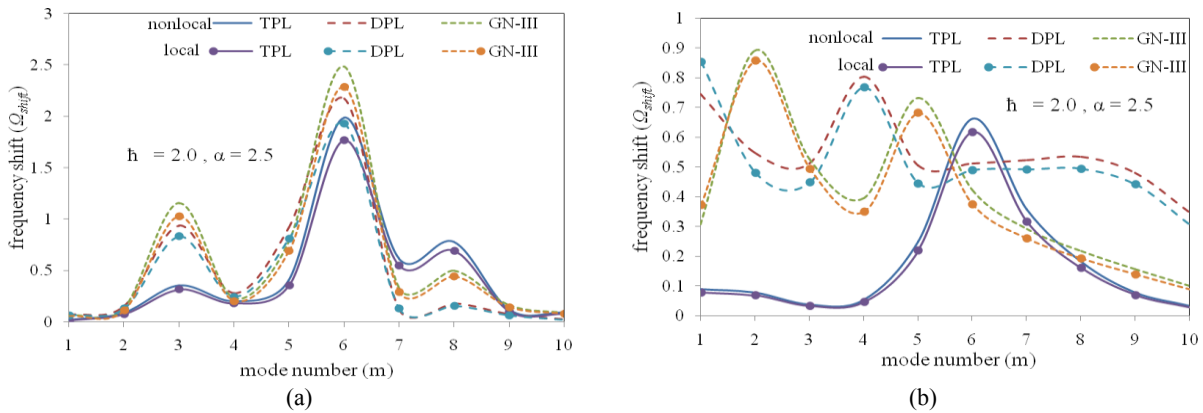 3
2.5
2
1.5
1
0.5
0
frequency shift (Ω_shift)
nonlocal TPL DPL GN-III
local TPL DPL GN-III
ħ = 2.0 , α = 2.5
1 2 3 4 5 6 7 8 9 10
mode number (m)
(a)
1
0.9
0.8
0.7
0.6
0.5
0.4
0.3
0.2
0.1
0
frequency shift (Ω_shift)
nonlocal TPL DPL GN-III
local TPL DPL GN-III
ħ = 2.0 , α = 2.5
1 2 3 4 5 6 7 8 9 10
mode number (m)
(b)